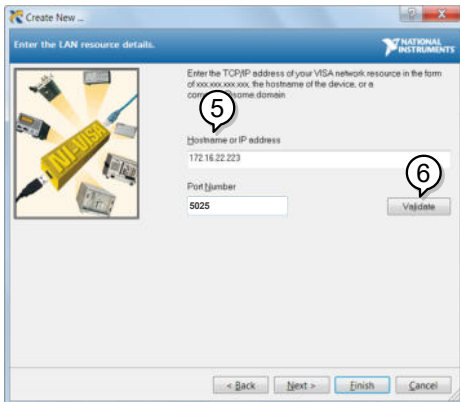 Create New ...
Enter the LAN resource details.
NATIONAL
INSTRUMENTS
Enter the TCP/IP address of your VISA network resource in the form
of xxx.xxx.xxx.xxx, the hostname of the device, or a
some.domain
5
Hostname or IP address
172.16.22.223
6
Port Number
5025
Validate
NI-VISA
< Back
Next >
Finish
Cancel